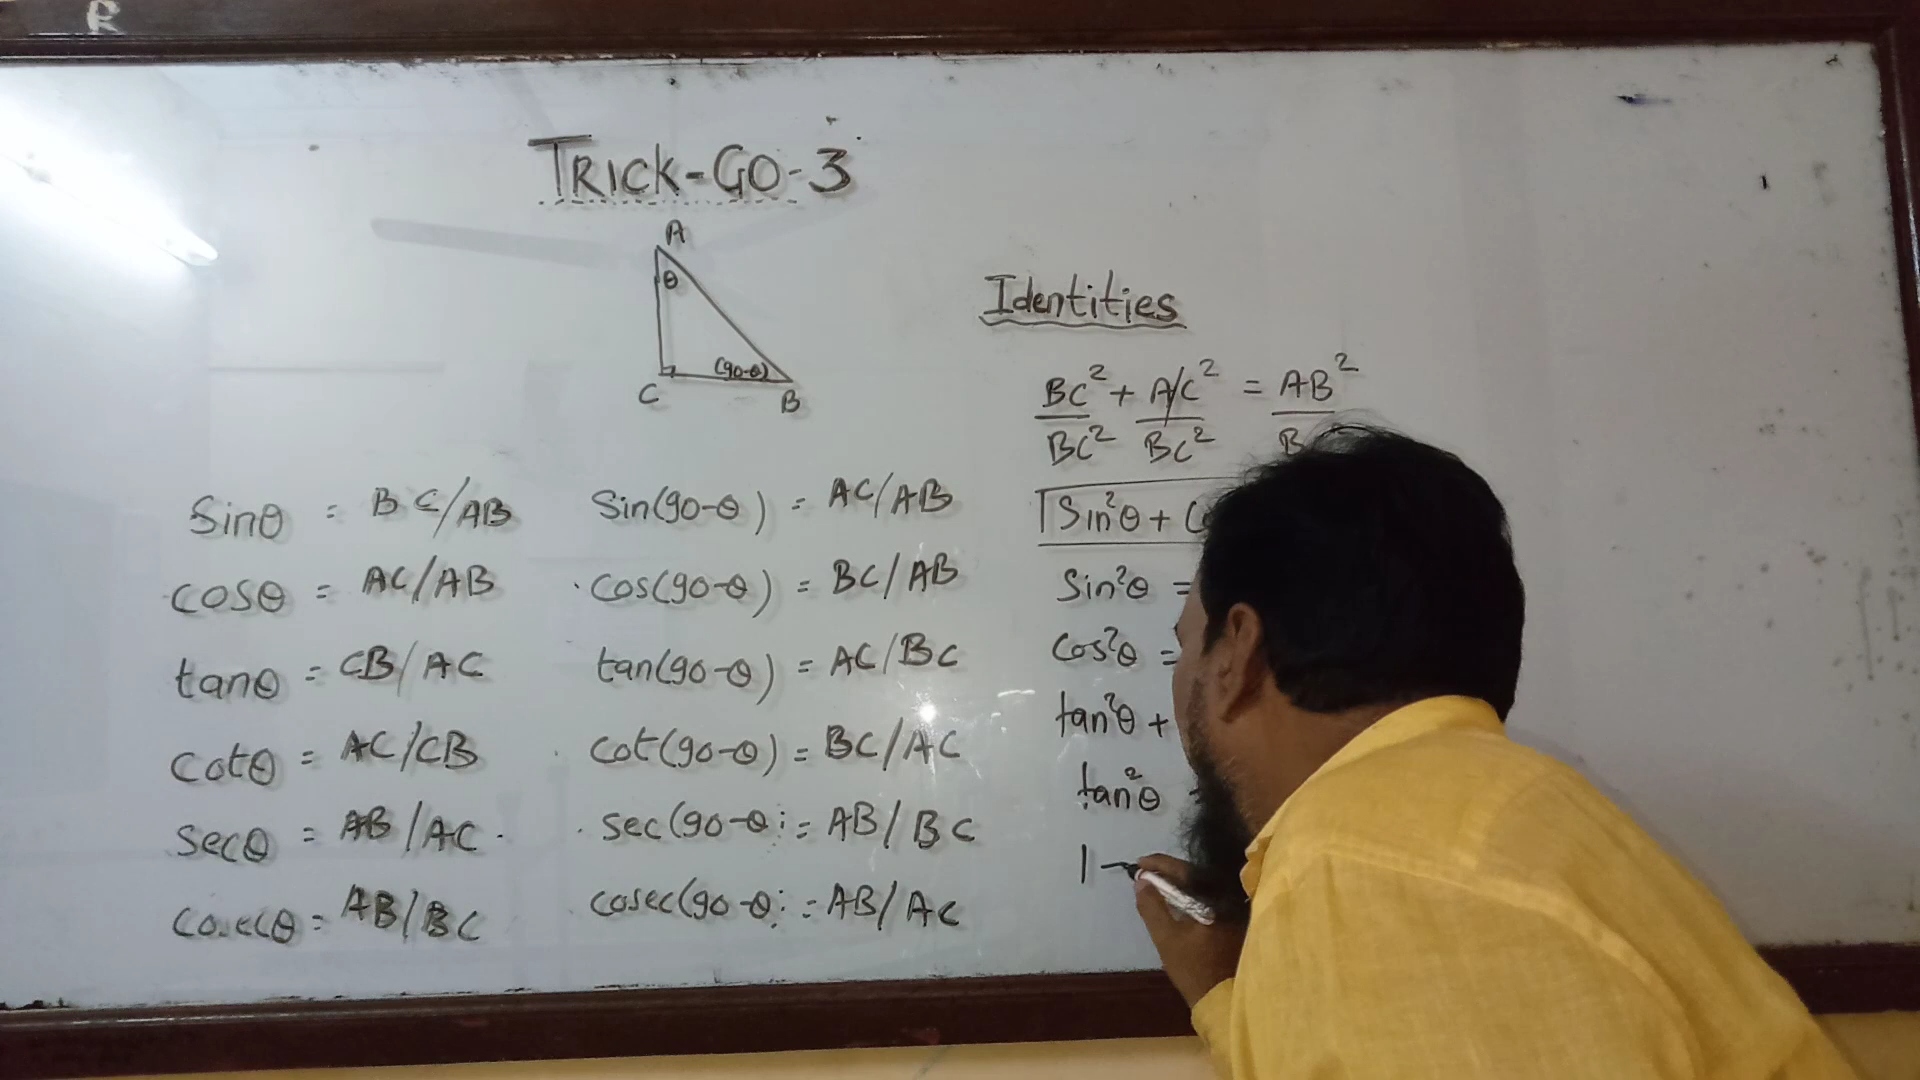 R
TRICK-GO-3
A
θ
(90-θ)
C
B
Sinθ = BC/AB
cosθ = AC/AB
tanθ = CB/AC
cotθ = AC/CB
secθ = AB/AC
cosecθ = AB/BC
Sin(90-θ) = AC/AB
cos(90-θ) = BC/AB
tan(90-θ) = AC/BC
cot(90-θ) = BC/AC
sec(90-θ = AB/BC
cosec(90-θ = AB/AC
Identities
BC² + AC² = AB²
BC² BC² B
Sin²θ +
Sin²θ =
cos²θ =
tan²θ +
tan²θ
1 -